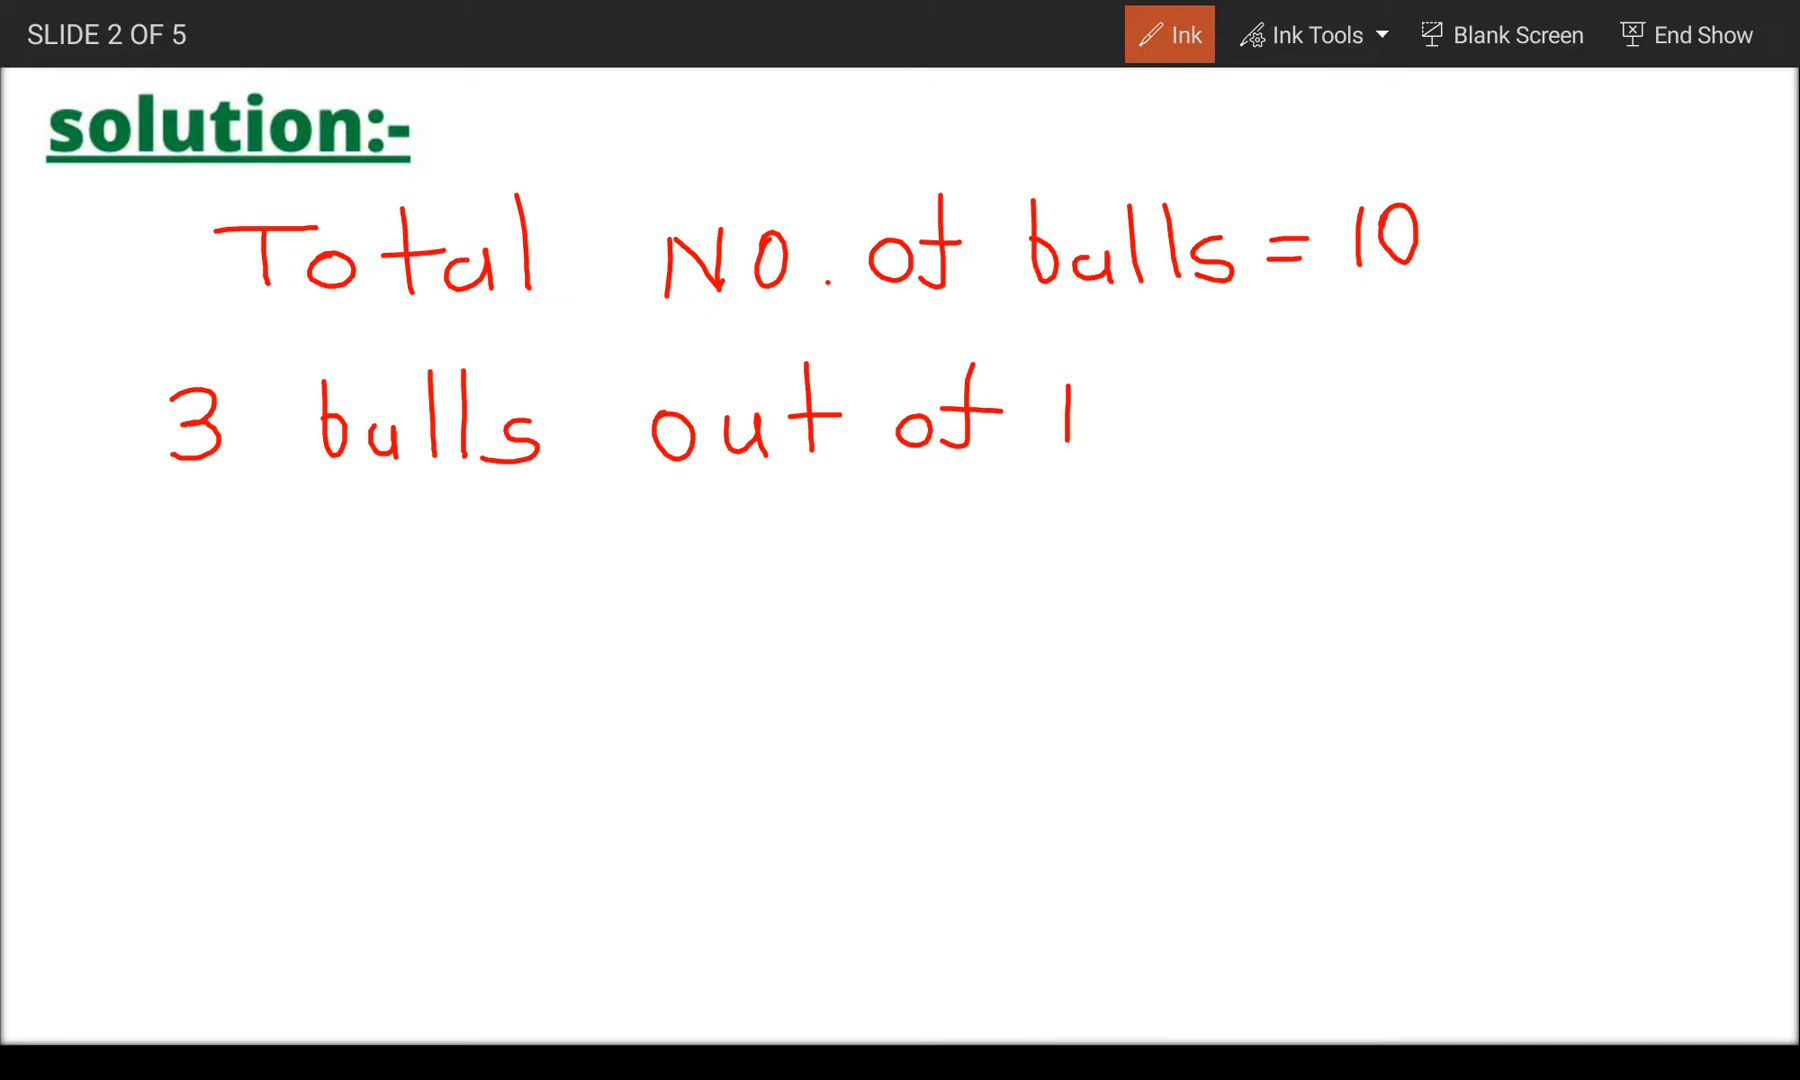 SLIDE 2 OF 5 Ink Ink Tools Blank Screen End Show
solution:-
Total NO. of balls = 10
3 balls out of 1